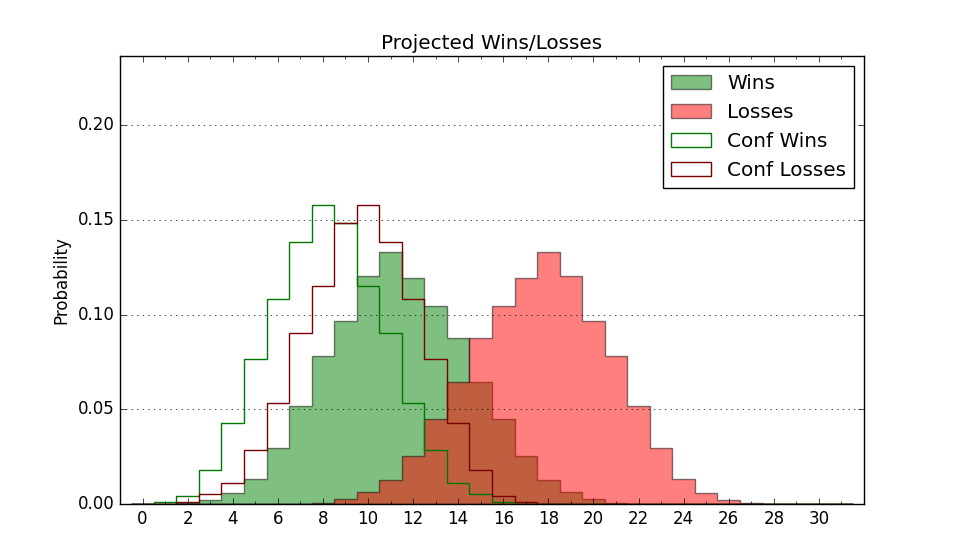 Projected Wins/Losses
Wins
Losses
Conf Wins
Conf Losses
Probability
0.20
0.15
0.10
0.05
0.00
0 2 4 6 8 10 12 14 16 18 20 22 24 26 28 30